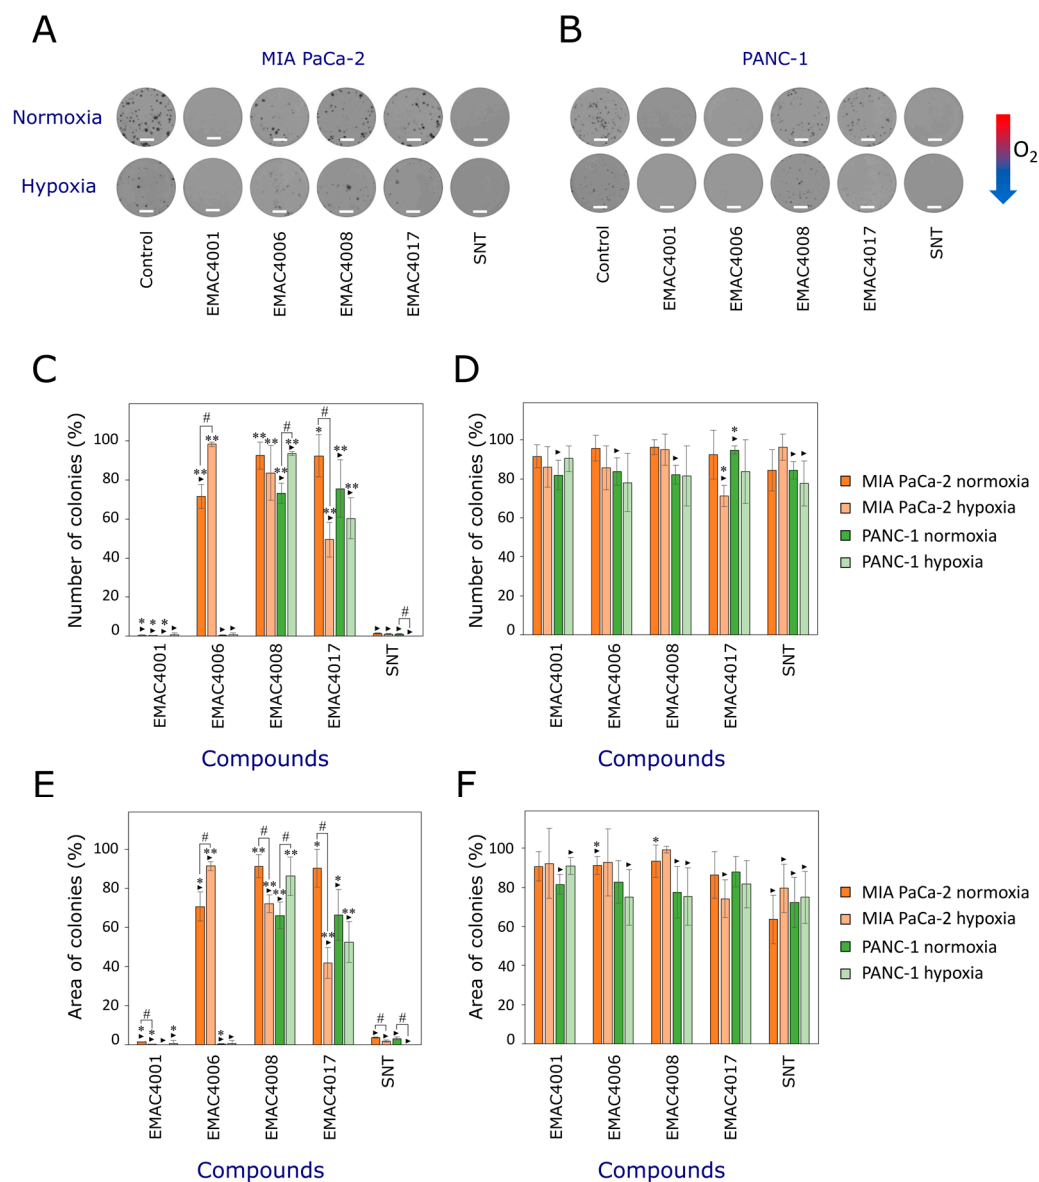 A
B
MIA PaCa-2
PANC-1
Normoxia
Hypoxia
O2
Control
EMAC4001
EMAC4006
EMAC4008
EMAC4017
SNT
Control
EMAC4001
EMAC4006
EMAC4008
EMAC4017
SNT
C
Number of colonies (%)
100
80
60
40
20
0
EMAC4001
EMAC4006
EMAC4008
EMAC4017
SNT
Compounds
D
Number of colonies (%)
100
80
60
40
20
0
EMAC4001
EMAC4006
EMAC4008
EMAC4017
SNT
Compounds
MIA PaCa-2 normoxia
MIA PaCa-2 hypoxia
PANC-1 normoxia
PANC-1 hypoxia
E
Area of colonies (%)
100
80
60
40
20
0
EMAC4001
EMAC4006
EMAC4008
EMAC4017
SNT
Compounds
F
Area of colonies (%)
100
80
60
40
20
0
EMAC4001
EMAC4006
EMAC4008
EMAC4017
SNT
Compounds
MIA PaCa-2 normoxia
MIA PaCa-2 hypoxia
PANC-1 normoxia
PANC-1 hypoxia